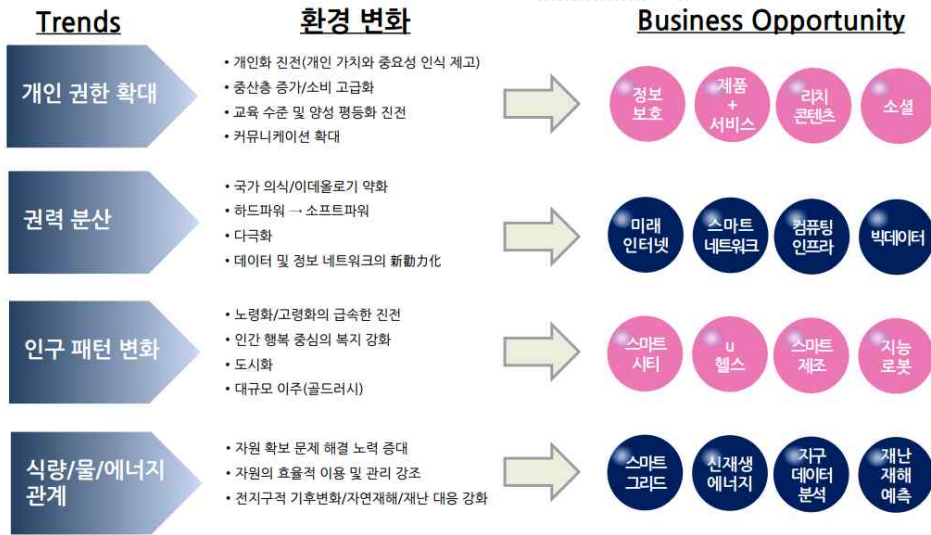 Trends
환경 변화
Business Opportunity
개인 권한 확대
• 개인화 진전(개인 가치와 중요성 인식 제고)
• 중산층 증가/소비 고급화
• 교육 수준 및 양성 평등화 진전
• 커뮤니케이션 확대
정보
보호
제품
+
서비스
리치
콘텐츠
소셜
권력 분산
• 국가 의식/이데올로기 약화
• 하드파워 → 소프트파워
• 다극화
• 데이터 및 정보 네트워크의 新動力化
미래
인터넷
스마트
네트워크
컴퓨팅
인프라
빅데이터
인구 패턴 변화
• 노령화/고령화의 급속한 진전
• 인간 행복 중심의 복지 강화
• 도시화
• 대규모 이주(골드러시)
스마트
시티
u
헬스
스마트
제조
지능
로봇
식량/물/에너지
관계
• 자원 확보 문제 해결 노력 증대
• 자원의 효율적 이용 및 관리 강조
• 전지구적 기후변화/자연재해/재난 대응 강화
스마트
그리드
신재생
에너지
지구
데이터
분석
재난
재해
예측